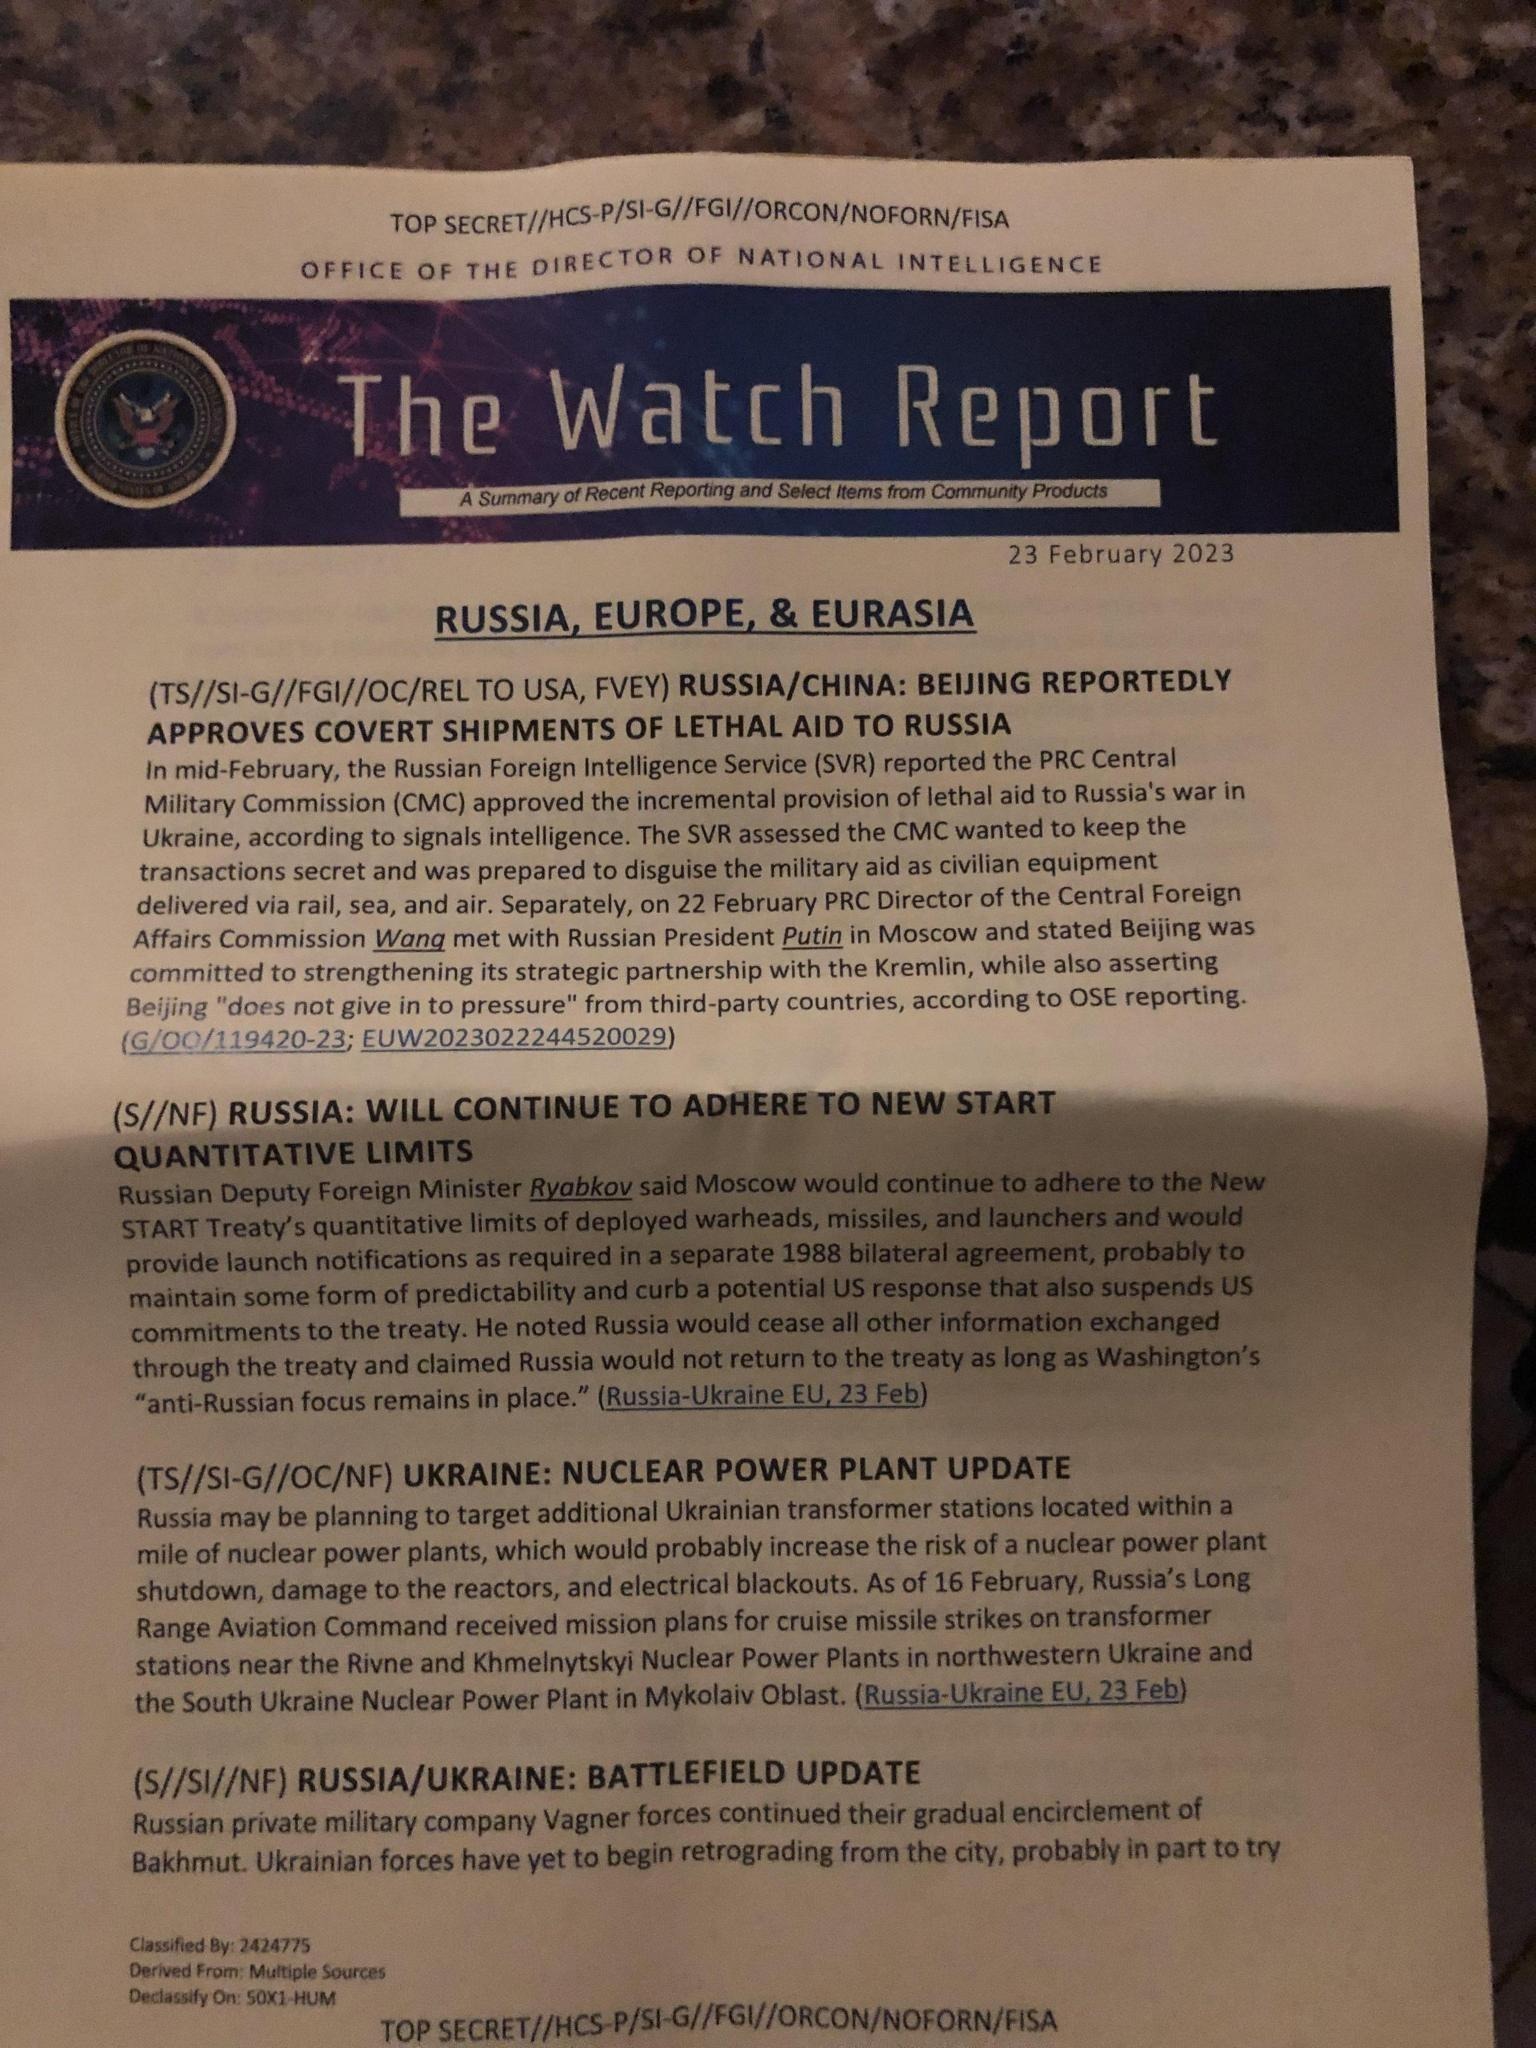 TOP SECRET//HCS-P/SI-G//FGI//ORCON/NOFORN/FISA
OFFICE OF THE DIRECTOR OF NATIONAL INTELLIGENCE
The Watch Report
A Summary of Recent Reporting and Select Items from Community Products
23 February 2023
RUSSIA, EUROPE, & EURASIA
(TS//SI-G//FGI//OC/REL TO USA, FVEY) RUSSIA/CHINA: BEIJING REPORTEDLY
APPROVES COVERT SHIPMENTS OF LETHAL AID TO RUSSIA
In mid-February, the Russian Foreign Intelligence Service (SVR) reported the PRC Central
Military Commission (CMC) approved the incremental provision of lethal aid to Russia's war in
Ukraine, according to signals intelligence. The SVR assessed the CMC wanted to keep the
transactions secret and was prepared to disguise the military aid as civilian equipment
delivered via rail, sea, and air. Separately, on 22 February PRC Director of the Central Foreign
Affairs Commission Wang met with Russian President Putin in Moscow and stated Beijing was
committed to strengthening its strategic partnership with the Kremlin, while also asserting
Beijing "does not give in to pressure" from third-party countries, according to OSE reporting.
(G/OO/119420-23; EUW2023022244520029)
(S//NF) RUSSIA: WILL CONTINUE TO ADHERE TO NEW START
QUANTITATIVE LIMITS
Russian Deputy Foreign Minister Ryabkov said Moscow would continue to adhere to the New
START Treaty’s quantitative limits of deployed warheads, missiles, and launchers and would
provide launch notifications as required in a separate 1988 bilateral agreement, probably to
maintain some form of predictability and curb a potential US response that also suspends US
commitments to the treaty. He noted Russia would cease all other information exchanged
through the treaty and claimed Russia would not return to the treaty as long as Washington’s
“anti-Russian focus remains in place.” (Russia-Ukraine EU, 23 Feb)
(TS//SI-G//OC/NF) UKRAINE: NUCLEAR POWER PLANT UPDATE
Russia may be planning to target additional Ukrainian transformer stations located within a
mile of nuclear power plants, which would probably increase the risk of a nuclear power plant
shutdown, damage to the reactors, and electrical blackouts. As of 16 February, Russia’s Long
Range Aviation Command received mission plans for cruise missile strikes on transformer
stations near the Rivne and Khmelnytskyi Nuclear Power Plants in northwestern Ukraine and
the South Ukraine Nuclear Power Plant in Mykolaiv Oblast. (Russia-Ukraine EU, 23 Feb)
(S//SI//NF) RUSSIA/UKRAINE: BATTLEFIELD UPDATE
Russian private military company Vagner forces continued their gradual encirclement of
Bakhmut. Ukrainian forces have yet to begin retrograding from the city, probably in part to try
Classified By: 2424775
Derived From: Multiple Sources
Declassify On: 50X1-HUM
TOP SECRET//HCS-P/SI-G//FGI//ORCON/NOFORN/FISA